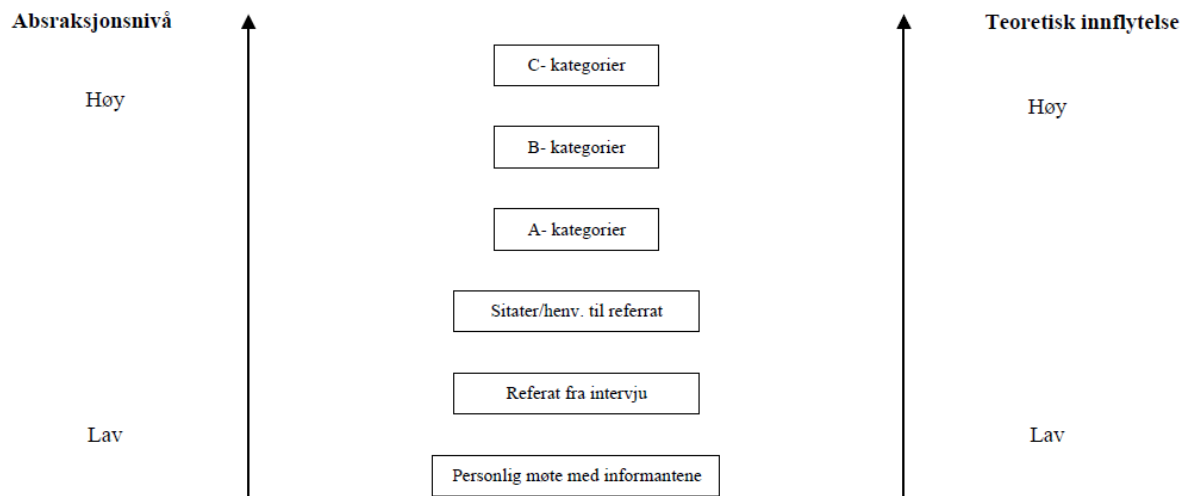 Absraksjonsnivå
Teoretisk innflytelse
C- kategorier
Høy
Høy
B- kategorier
A- kategorier
Sitater/henv. til referrat
Referat fra intervju
Lav
Lav
Personlig møte med informantene